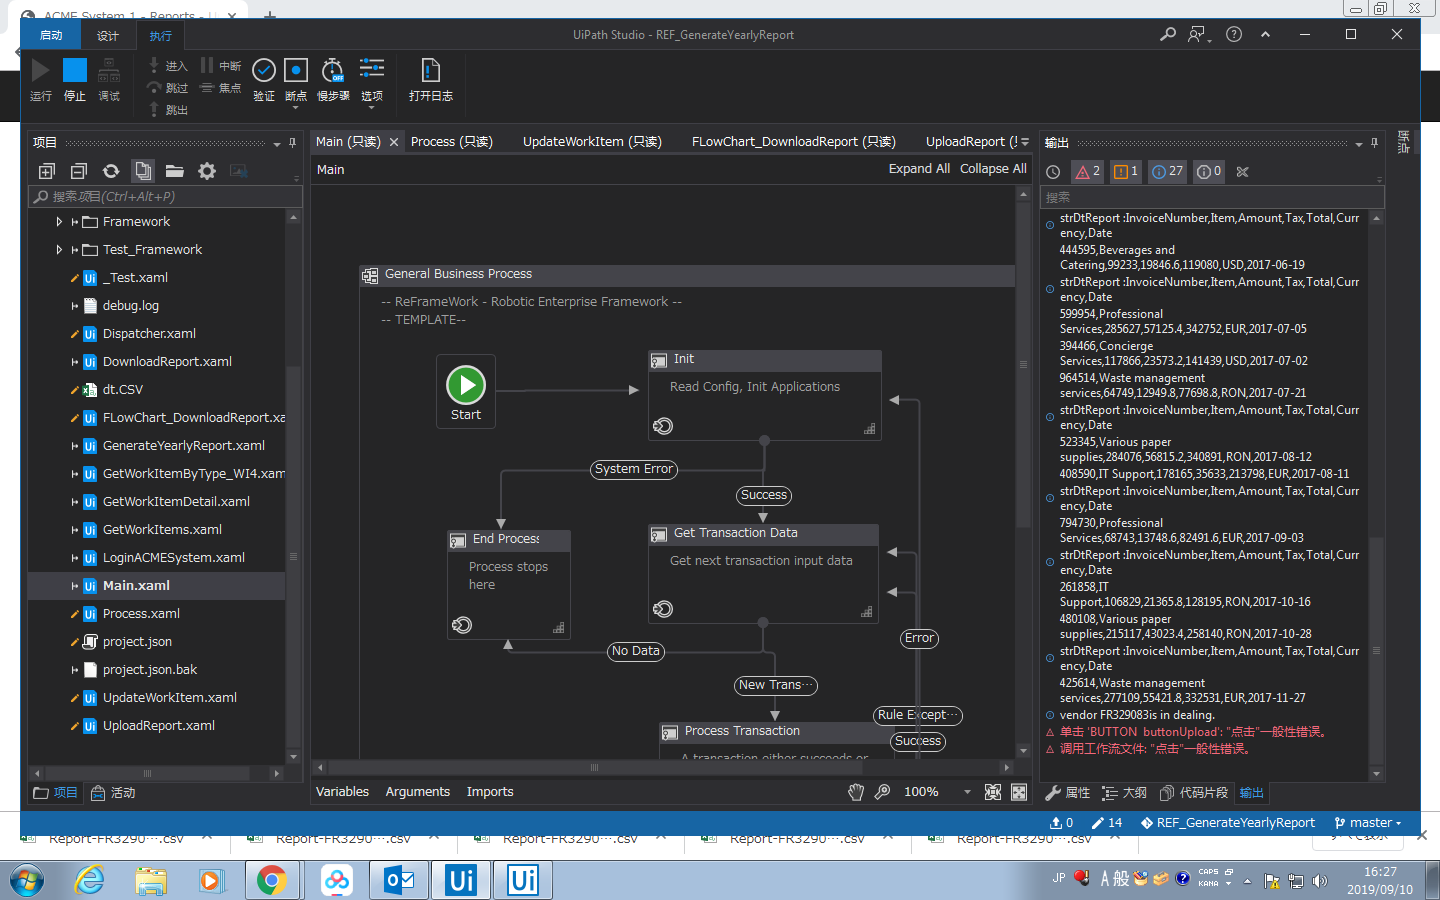 ACME System 1 - Reports - U
启动
设计
执行
UiPath Studio - REF_GenerateYearlyReport
运行
停止
调试
进入
跳过
跳出
中断
焦点
验证
断点
慢步骤
选项
打开日志
项目
搜索项目(Ctrl+Alt+P)
Framework
Test_Framework
_Test.xaml
debug.log
Dispatcher.xaml
DownloadReport.xaml
dt.CSV
FLowChart_DownloadReport.xa
GenerateYearlyReport.xaml
GetWorkItemByType_WI4.xam
GetWorkItemDetail.xaml
GetWorkItems.xaml
LoginACMESystem.xaml
Main.xaml
Process.xaml
project.json
project.json.bak
UpdateWorkItem.xaml
UploadReport.xaml
项目
活动
Main (只读)
Process (只读)
UpdateWorkItem (只读)
FLowChart_DownloadReport (只读)
UploadReport (
Main
Expand All
Collapse All
General Business Process
-- ReFrameWork - Robotic Enterprise Framework --
-- TEMPLATE--
Start
Init
Read Config, Init Applications
System Error
Success
End Process
Process stops
here
Get Transaction Data
Get next transaction input data
Error
No Data
New Trans···
Rule Except···
Process Transaction
Success
A transaction either succeeds or
Variables
Arguments
Imports
100%
输出
2
1
27
0
搜索
strDtReport :InvoiceNumber,Item,Amount,Tax,Total,Curr
ency,Date
444595,Beverages and
Catering,99233,19846.6,119080,USD,2017-06-19
strDtReport :InvoiceNumber,Item,Amount,Tax,Total,Curr
ency,Date
599954,Professional
Services,285627,57125.4,342752,EUR,2017-07-05
394466,Concierge
Services,117866,23573.2,141439,USD,2017-07-02
964514,Waste management
services,64749,12949.8,77698.8,RON,2017-07-21
strDtReport :InvoiceNumber,Item,Amount,Tax,Total,Curr
ency,Date
523345,Various paper
supplies,284076,56815.2,340891,RON,2017-08-12
408590,IT Support,178165,35633,213798,EUR,2017-08-11
strDtReport :InvoiceNumber,Item,Amount,Tax,Total,Curr
ency,Date
794730,Professional
Services,68743,13748.6,82491.6,EUR,2017-09-03
strDtReport :InvoiceNumber,Item,Amount,Tax,Total,Curr
ency,Date
261858,IT
Support,106829,21365.8,128195,RON,2017-10-16
480108,Various paper
supplies,215117,43023.4,258140,RON,2017-10-28
strDtReport :InvoiceNumber,Item,Amount,Tax,Total,Curr
ency,Date
425614,Waste management
services,277109,55421.8,332531,EUR,2017-11-27
vendor FR329083is in dealing.
单击 'BUTTON buttonUpload': "点击"一般性错误。
调用工作流文件: "点击"一般性错误。
属性
大纲
代码片段
输出
断点
0
14
REF_GenerateYearlyReport
master
Report-FR3290···.csv
Report-FR3290···.csv
Report-FR3290···.csv
Report-FR3290···.csv
Report-FR3290···.csv
JP
A 般
CAPS
KANA
16:27
2019/09/10